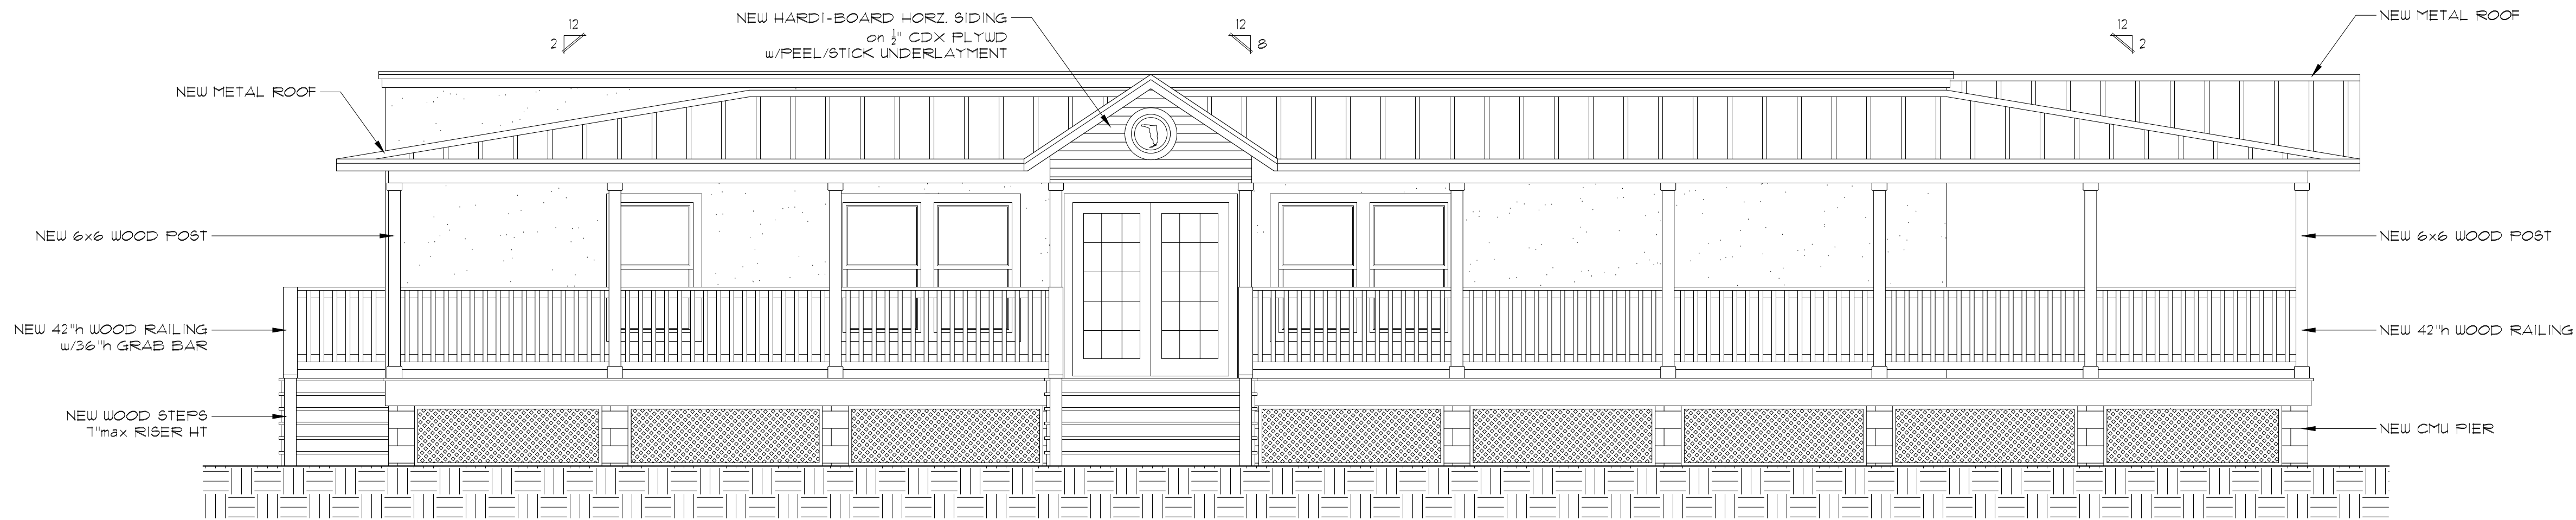 12
2
NEW HARDI-BOARD HORZ. SIDING
on ½" CDX PLYWD
w/PEEL/STICK UNDERLAYMENT
12
8
12
2
NEW METAL ROOF
NEW METAL ROOF
NEW 6x6 WOOD POST
NEW 6x6 WOOD POST
NEW 42"h WOOD RAILING
w/36"h GRAB BAR
NEW 42"h WOOD RAILING
NEW WOOD STEPS
7"max RISER HT
NEW CMU PIER